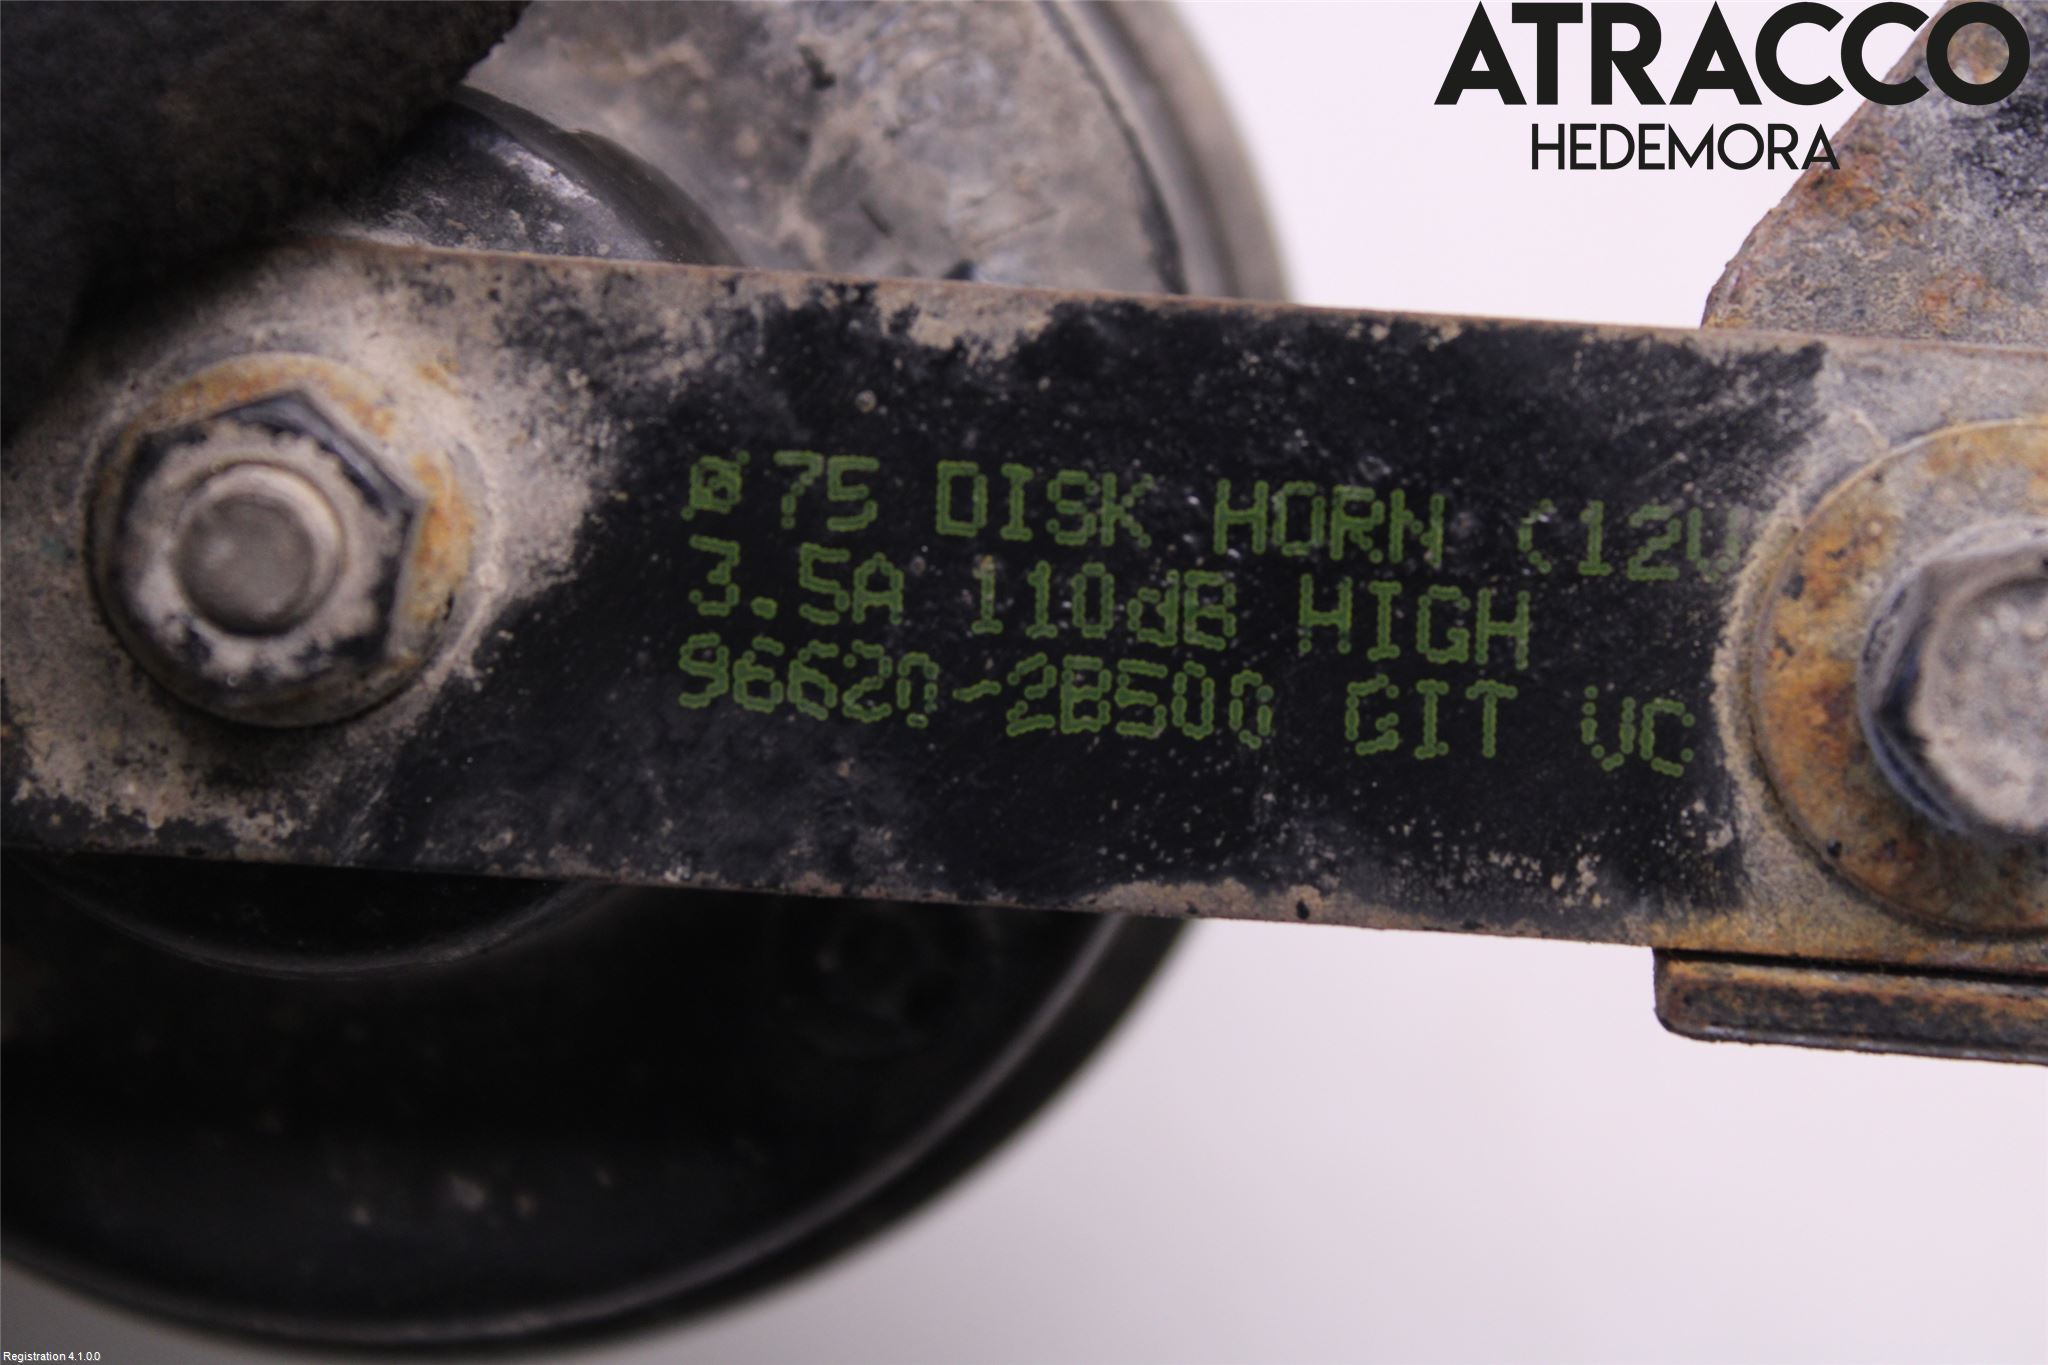 ATRACCO
HEDEMORA
Ø75 DISK HORN (12V
3.5A 110dB HIGH
96620-2B500 GIT VC
Registration 4.1.0.0